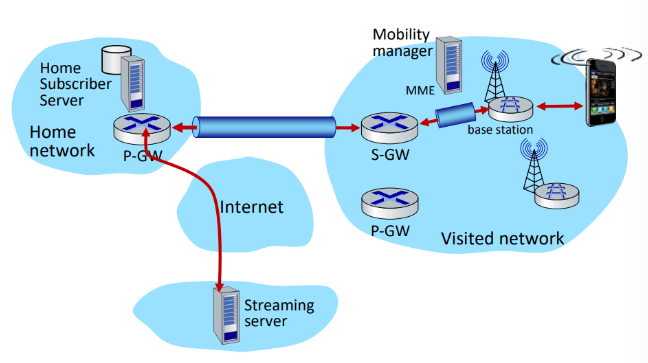 Mobility
manager
Home
Subscriber
Server
MME
Home
network
P-GW
S-GW
base station
Internet
P-GW
Visited network
Streaming
server